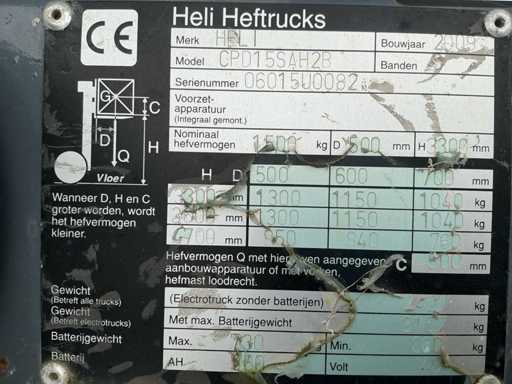 CE
Heli Heftrucks
Merk HELI Bouwjaar 2009
Model CPD15SAH2B Banden
Serienummer 06015U0082
Voorzet-
apparatuur
(Integraal gemont.)
Nominaal
hefvermogen 1500 kg D 500 mm H 3300 mm
G
C
D
H
Q
Vloer
H D 500 600 700 mm
3300 mm 1300 1150 1040 kg
mm 1300 1150 kg
mm 840 kg
C mm
Wanneer D, H en C
groter worden, wordt
het hefvermogen
kleiner.
Hefvermogen Q met hiervoren aangegeven
aanbouwapparatuur of met vorken,
hefmast loodrecht.
Gewicht
(Betreft alle trucks) (Electrotruck zonder batterijen) kg
Gewicht
(Betreft electrotrucks) Met max. Batterijgewicht kg
Batterijgewicht Max. kg Min. kg
Batterij AH. Volt